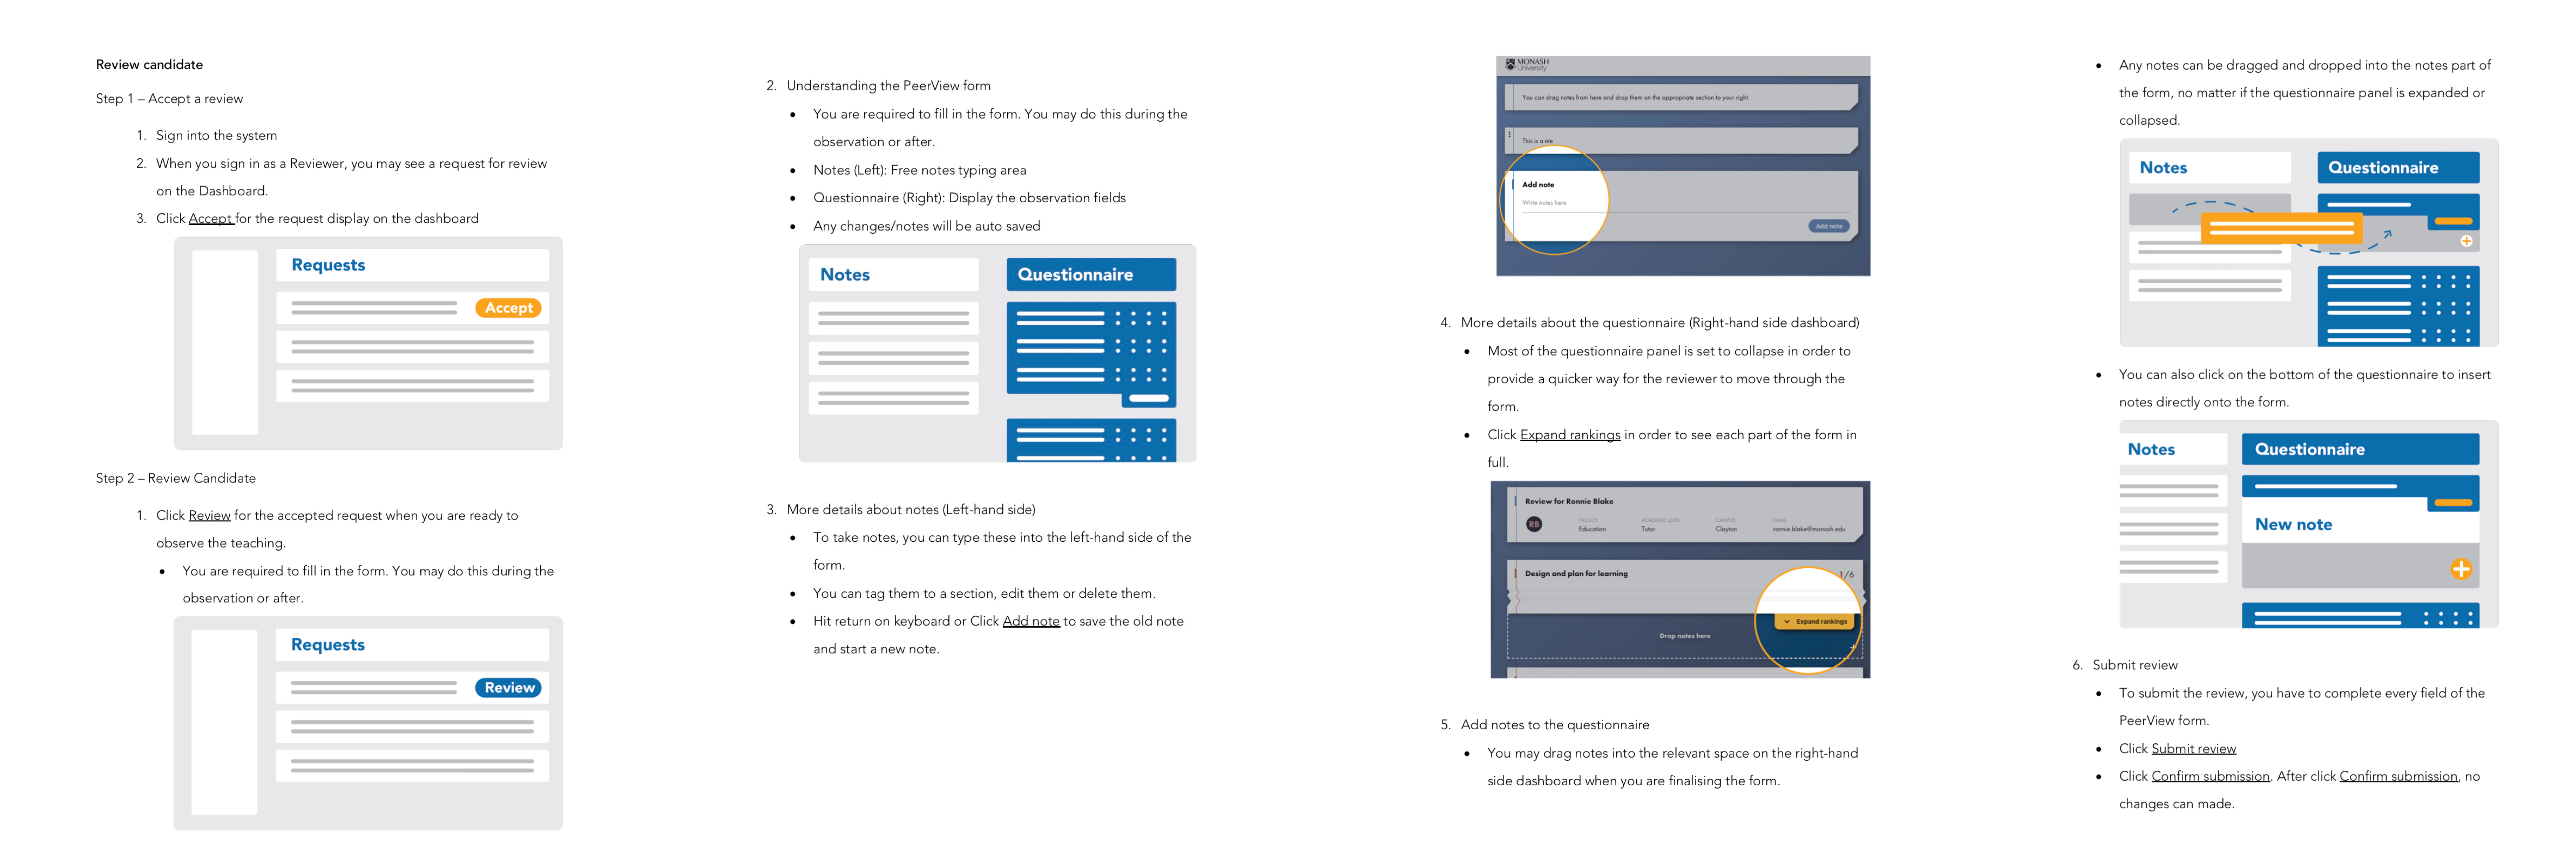 Review candidate
Step 1 – Accept a review
1. Sign into the system
2. When you sign in as a Reviewer, you may see a request for review
on the Dashboard.
3. Click Accept for the request display on the dashboard
Requests
Accept
Step 2 – Review Candidate
1. Click Review for the accepted request when you are ready to
observe the teaching.
• You are required to fill in the form. You may do this during the
observation or after.
Requests
Review
2. Understanding the PeerView form
• You are required to fill in the form. You may do this during the
observation or after.
• Notes (Left): Free notes typing area
• Questionnaire (Right): Display the observation fields
• Any changes/notes will be auto saved
Notes
Questionnaire
3. More details about notes (Left-hand side)
• To take notes, you can type these into the left-hand side of the
form.
• You can tag them to a section, edit them or delete them.
• Hit return on keyboard or Click Add note to save the old note
and start a new note.
MONASH
University
You can drag notes from here and drop them on the appropriate section to your right.
This is a
Add note
Write notes here
Add note
4. More details about the questionnaire (Right-hand side dashboard)
• Most of the questionnaire panel is set to collapse in order to
provide a quicker way for the reviewer to move through the
form.
• Click Expand rankings in order to see each part of the form in
full.
Review for Ronnie Blake
RB
FACULTY ACADEMIC LEVEL CAMPUS EMAIL
Education Tutor Clayton ronnie.blake@monash.edu
Design and plan for learning 1/6
Expand rankings
Drop notes here
+
5. Add notes to the questionnaire
• You may drag notes into the relevant space on the right-hand
side dashboard when you are finalising the form.
• Any notes can be dragged and dropped into the notes part of
the form, no matter if the questionnaire panel is expanded or
collapsed.
Notes
Questionnaire
• You can also click on the bottom of the questionnaire to insert
notes directly onto the form.
Notes
Questionnaire
New note
6. Submit review
• To submit the review, you have to complete every field of the
PeerView form.
• Click Submit review
• Click Confirm submission. After click Confirm submission, no
changes can made.